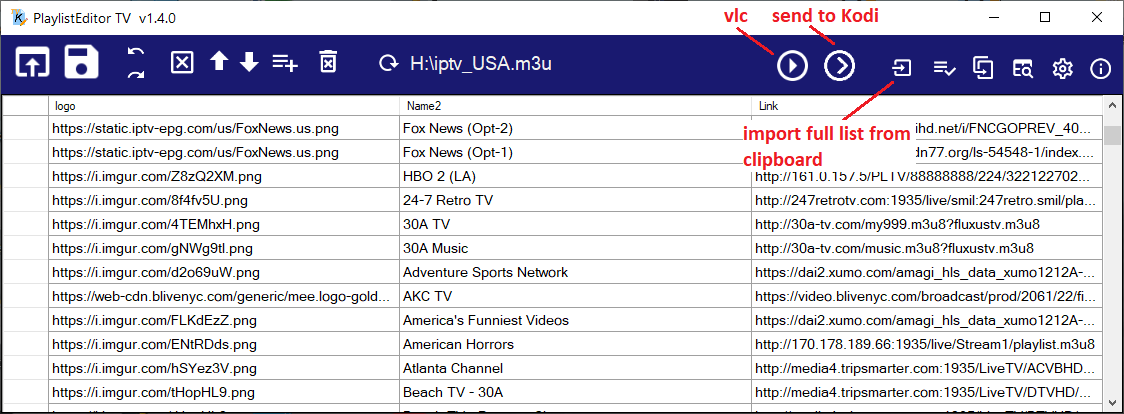 PlaylistEditor TV v1.4.0
vlc send to Kodi
H:\iptv_USA.m3u
import full list from
clipboard
logo Name2 Link
https://static.iptv-epg.com/us/FoxNews.us.png Fox News (Opt-2) ihd.net/i/FNCGOPREV_40...
https://static.iptv-epg.com/us/FoxNews.us.png Fox News (Opt-1) dn77.org/ls-54548-1/index....
https://i.imgur.com/Z8zQ2XM.png HBO 2 (LA) http://161.0.157.5/PLTV/88888888/224/322122702...
https://i.imgur.com/8f4fv5U.png 24-7 Retro TV http://247retrotv.com:1935/live/smil:247retro.smil/pla...
https://i.imgur.com/4TEMhxH.png 30A TV http://30a-tv.com/my999.m3u8?fluxustv.m3u8
https://i.imgur.com/gNWg9tl.png 30A Music http://30a-tv.com/music.m3u8?fluxustv.m3u8
https://i.imgur.com/d2o69uW.png Adventure Sports Network https://dai2.xumo.com/amagi_hls_data_xumo1212A-...
https://web-cdn.blivenyc.com/generic/mee.logo-gold... AKC TV https://video.blivenyc.com/broadcast/prod/2061/22/fi...
https://i.imgur.com/FLKdEzZ.png America's Funniest Videos https://dai2.xumo.com/amagi_hls_data_xumo1212A-...
https://i.imgur.com/ENtRDds.png American Horrors http://170.178.189.66:1935/live/Stream1/playlist.m3u8
https://i.imgur.com/hSYez3V.png Atlanta Channel http://media4.tripsmarter.com:1935/LiveTV/ACVBHD...
https://i.imgur.com/tHopHL9.png Beach TV - 30A http://media4.tripsmarter.com:1935/LiveTV/DTVHD/...